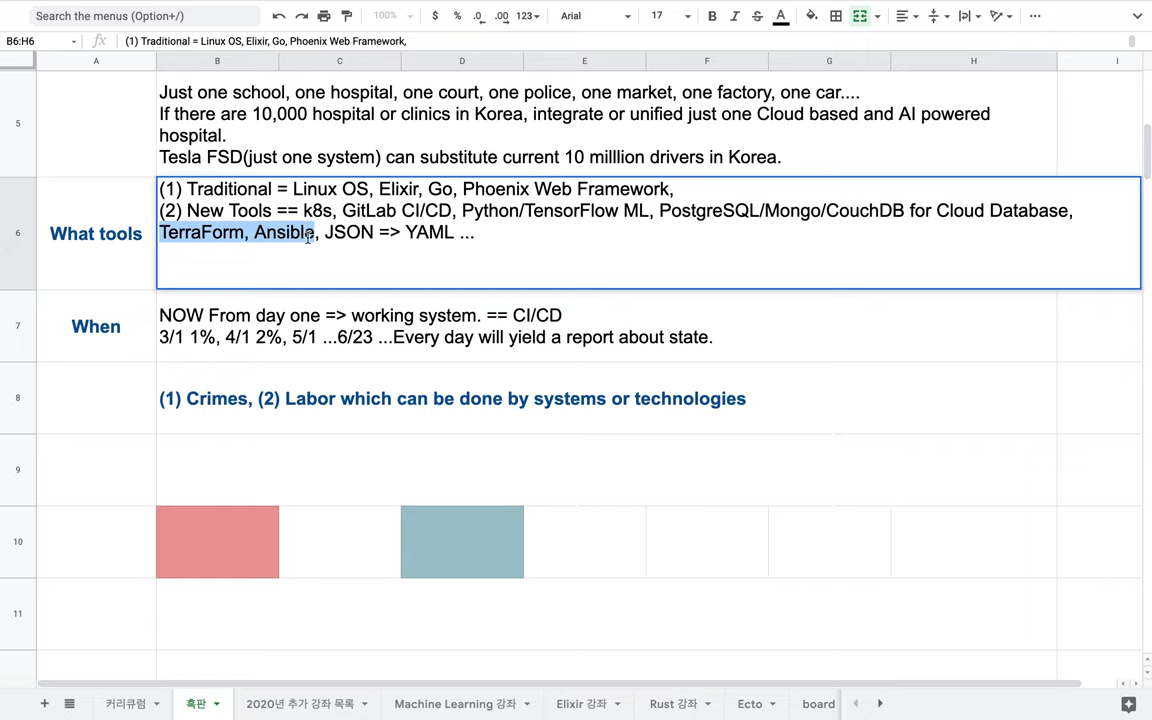 Search the menus (Option+/)
100%
$ % .0 .00 123
Arial
17
B I S A
B6:H6
fx (1) Traditional = Linux OS, Elixir, Go, Phoenix Web Framework,
A B C D E F G H I
5
Just one school, one hospital, one court, one police, one market, one factory, one car....
If there are 10,000 hospital or clinics in Korea, integrate or unified just one Cloud based and AI powered
hospital.
Tesla FSD(just one system) can substitute current 10 milllion drivers in Korea.
6
What tools
(1) Traditional = Linux OS, Elixir, Go, Phoenix Web Framework,
(2) New Tools == k8s, GitLab CI/CD, Python/TensorFlow ML, PostgreSQL/Mongo/CouchDB for Cloud Database,
TerraForm, Ansible, JSON => YAML ...
7
When
NOW From day one => working system. == CI/CD
3/1 1%, 4/1 2%, 5/1 ...6/23 ...Every day will yield a report about state.
8
(1) Crimes, (2) Labor which can be done by systems or technologies
9
10
11
커리큘럼 흑판 2020년 추가 강좌 목록 Machine Learning 강좌 Elixir 강좌 Rust 강좌 Ecto board